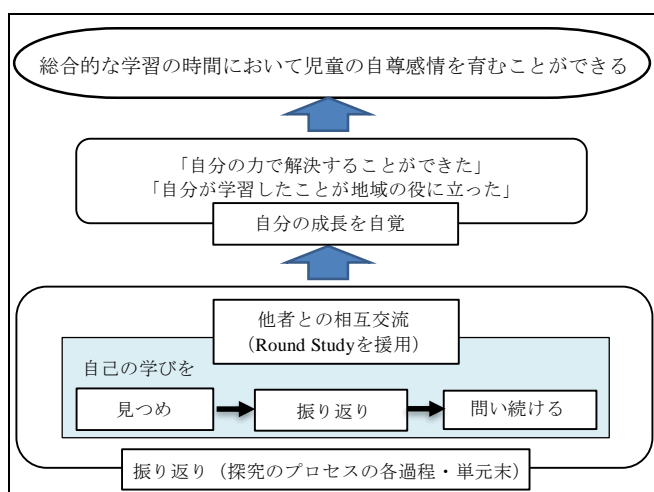 総合的な学習の時間において児童の自尊感情を育むことができる
「自分の力で解決することができた」
「自分が学習したことが地域の役に立った」
自分の成長を自覚
他者との相互交流
（Round Studyを援用）
自己の学びを
見つめ
振り返り
問い続ける
振り返り（探究のプロセスの各過程・単元末）